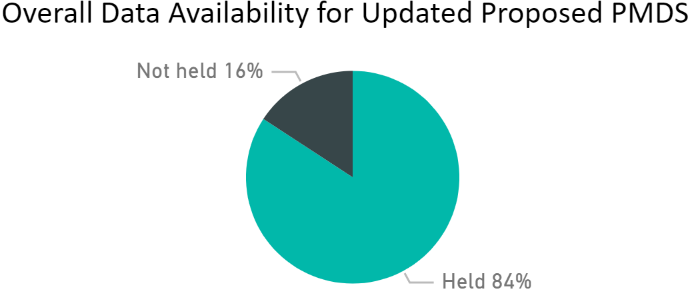 Overall Data Availability for Updated Proposed PMDS
Not held 16%
Held 84%